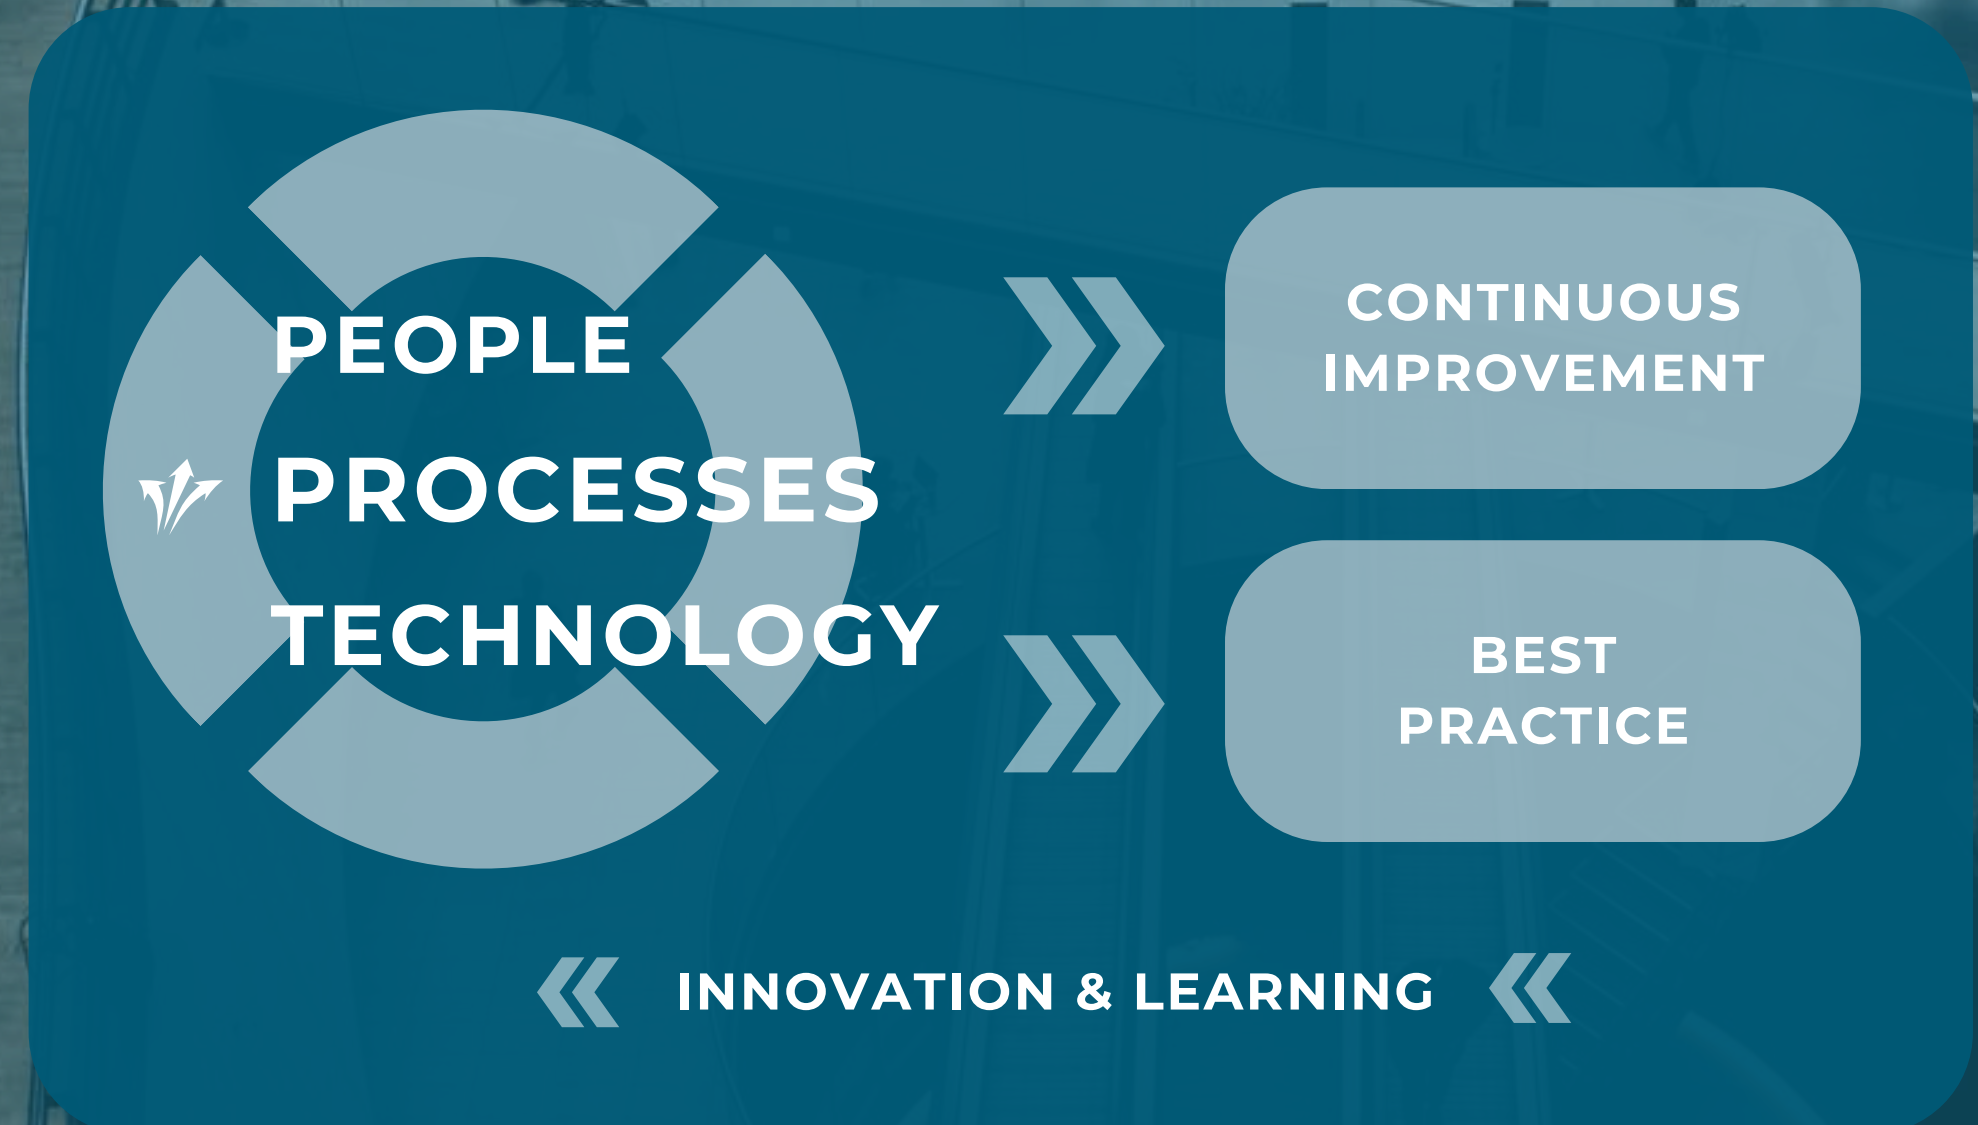 PEOPLE
PROCESSES
TECHNOLOGY
CONTINUOUS
IMPROVEMENT
BEST
PRACTICE
INNOVATION & LEARNING